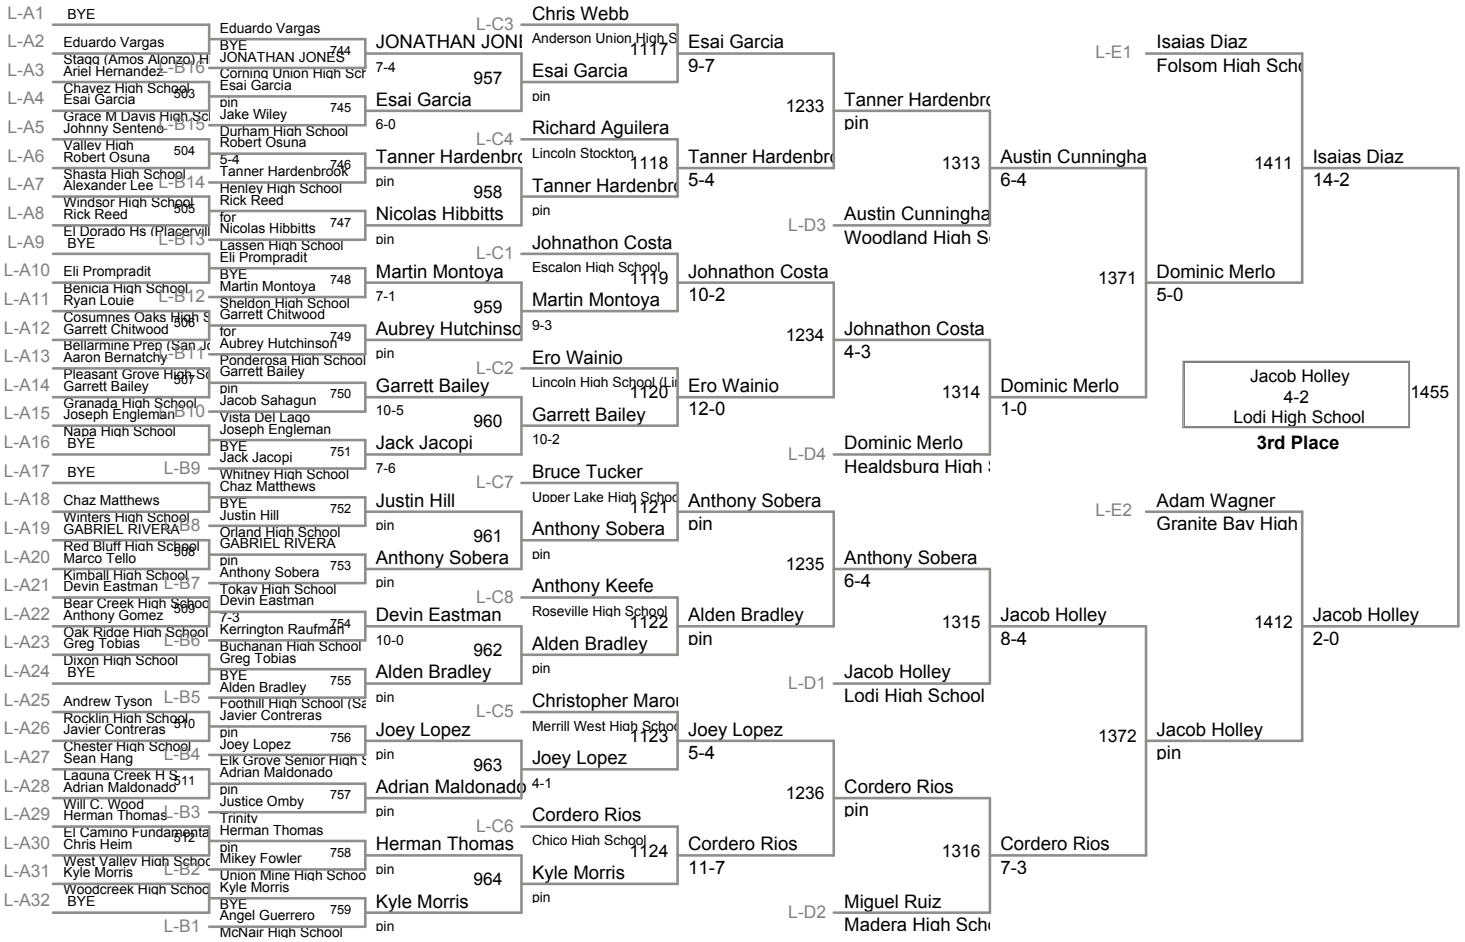 L-A1 BYE
L-A2 Eduardo Vargas
Stagg (Amos Alonzo) H
L-A3 Ariel Hernandez
Chavez High School
503
L-A4 Esai Garcia
Grace M Davis High Sc
L-A5 Johnny Senteno
Valley High
504
L-A6 Robert Osuna
Shasta High School
L-A7 Alexander Lee
Windsor High School
505
L-A8 Rick Reed
El Dorado Hs (Placervill
L-A9 BYE
L-A10 Eli Prompradit
Benicia High School
L-A11 Ryan Louie
Cosumnes Oaks High S
506
L-A12 Garrett Chitwood
Bellarmine Prep (San Jo
L-A13 Aaron Bernatchy
Pleasant Grove High Sc
507
L-A14 Garrett Bailey
Granada High School
L-A15 Joseph Engleman
Napa High School
L-A16 BYE
L-A17 BYE
L-A18 Chaz Matthews
Winters High School
L-A19 GABRIEL RIVERA
Red Bluff High School
508
L-A20 Marco Tello
Kimball High School
L-A21 Devin Eastman
Bear Creek High Schoo
509
L-A22 Anthony Gomez
Oak Ridge High School
L-A23 Greg Tobias
Dixon High School
L-A24 BYE
L-A25 Andrew Tyson
Rocklin High School
510
L-A26 Javier Contreras
Chester High School
L-A27 Sean Hang
Laguna Creek H S
511
L-A28 Adrian Maldonado
Will C. Wood
L-A29 Herman Thomas
El Camino Fundamenta
512
L-A30 Chris Heim
West Valley High Schoo
L-A31 Kyle Morris
Woodcreek High Schoo
L-A32 BYE
Eduardo Vargas
BYE
744
L-B16 JONATHAN JONES
Corning Union High Sch
Esai Garcia
pin
745
L-B15 Jake Wiley
Durham High School
Robert Osuna
5-4
746
L-B14 Tanner Hardenbrook
Henley High School
Rick Reed
for
747
L-B13 Nicolas Hibbitts
Lassen High School
Eli Prompradit
BYE
748
L-B12 Martin Montoya
Sheldon High School
Garrett Chitwood
for
749
L-B11 Aubrey Hutchinson
Ponderosa High School
Garrett Bailey
pin
750
L-B10 Jacob Sahagun
Vista Del Lago
Joseph Engleman
BYE
751
L-B9 Jack Jacopi
Whitney High School
Chaz Matthews
BYE
752
L-B8 Justin Hill
Orland High School
GABRIEL RIVERA
pin
753
L-B7 Anthony Sobera
Tokay High School
Devin Eastman
7-3
754
L-B6 Kerrington Raufman
Buchanan High School
Greg Tobias
BYE
755
L-B5 Alden Bradley
Foothill High School (Sa
Javier Contreras
pin
756
L-B4 Joey Lopez
Elk Grove Senior High S
Adrian Maldonado
pin
757
L-B3 Justice Omby
Trinity
Herman Thomas
pin
758
L-B2 Mikey Fowler
Union Mine High Schoo
Kyle Morris
BYE
759
L-B1 Angel Guerrero
McNair High School
JONATHAN JONE
7-4
957
Esai Garcia
6-0
Tanner Hardenbro
pin
958
Nicolas Hibbitts
pin
Martin Montoya
7-1
959
Aubrey Hutchinso
pin
Garrett Bailey
10-5
960
Jack Jacopi
7-6
Justin Hill
pin
961
Anthony Sobera
pin
Devin Eastman
10-0
962
Alden Bradley
pin
Joey Lopez
pin
963
Adrian Maldonado
pin
Herman Thomas
pin
964
Kyle Morris
pin
L-C3 Chris Webb
Anderson Union High S
1117
Esai Garcia
pin
L-C4 Richard Aguilera
Lincoln Stockton
1118
Tanner Hardenbro
pin
L-C1 Johnathon Costa
Escalon High School
1119
Martin Montoya
9-3
L-C2 Ero Wainio
Lincoln High School (Lin
1120
Garrett Bailey
10-2
L-C7 Bruce Tucker
Upper Lake High Schoo
1121
Anthony Sobera
pin
L-C8 Anthony Keefe
Roseville High School
1122
Alden Bradley
pin
L-C5 Christopher Marou
Merrill West High Schoo
1123
Joey Lopez
4-1
L-C6 Cordero Rios
Chico High School
1124
Kyle Morris
pin
Esai Garcia
9-7
1233
Tanner Hardenbro
5-4
Johnathon Costa
10-2
1234
Ero Wainio
12-0
Anthony Sobera
pin
1235
Alden Bradley
pin
Joey Lopez
5-4
1236
Cordero Rios
11-7
Tanner Hardenbro
pin
1313
L-D3 Austin Cunningha
Woodland High Sc
Johnathon Costa
4-3
1314
L-D4 Dominic Merlo
Healdsburg High S
Anthony Sobera
6-4
1315
L-D1 Jacob Holley
Lodi High School
Cordero Rios
pin
1316
L-D2 Miguel Ruiz
Madera High Scho
Austin Cunningha
6-4
1371
Dominic Merlo
1-0
Jacob Holley
8-4
1372
Cordero Rios
7-3
L-E1 Isaias Diaz
Folsom High Scho
1411
Dominic Merlo
5-0
L-E2 Adam Wagner
Granite Bay High
1412
Jacob Holley
pin
Isaias Diaz
14-2
Jacob Holley
2-0
1455
Jacob Holley
4-2
Lodi High School
3rd Place